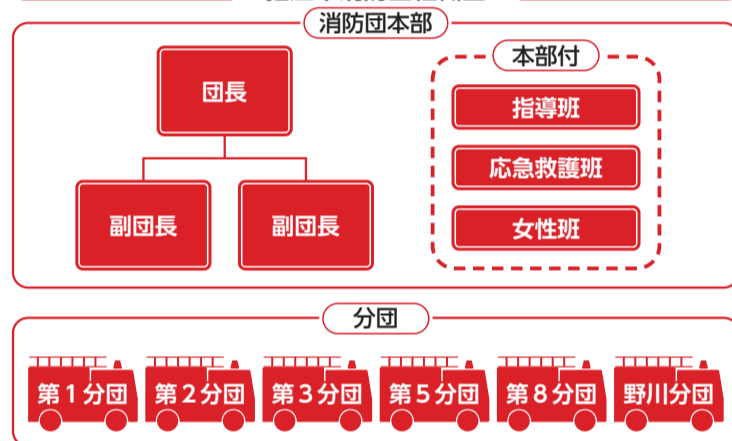 消防団本部
団長
副団長
副団長
本部付
指導班
応急救護班
女性班
分団
第1分団
第2分団
第3分団
第5分団
第8分団
野川分団